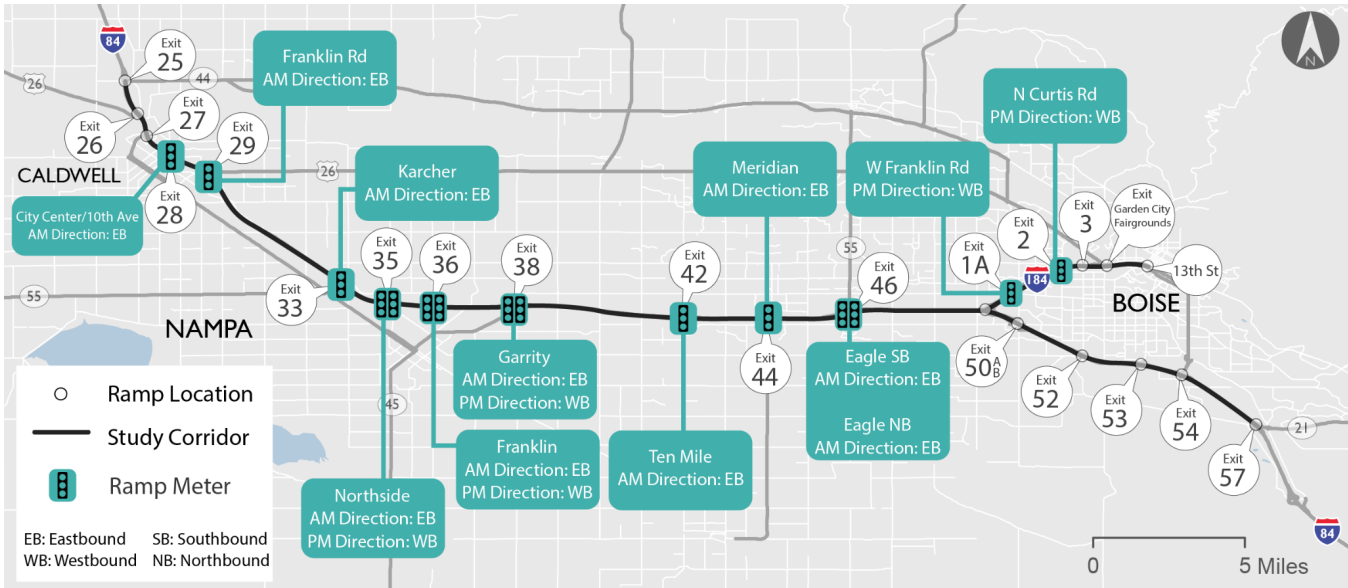 84
Exit
25
44
26
Franklin Rd
AM Direction: EB
Exit
26
Exit
27
Exit
29
CALDWELL
Exit
28
City Center/10th Ave
AM Direction: EB
26
Karcher
AM Direction: EB
Meridian
AM Direction: EB
W Franklin Rd
PM Direction: WB
N Curtis Rd
PM Direction: WB
Exit
2
Exit
3
Exit
Garden City
Fairgrounds
13th St
Exit
1A
184
BOISE
55
Exit
33
Exit
35
Exit
36
Exit
38
Exit
42
Exit
44
55
Exit
46
Exit
50 A
B
Exit
52
Exit
53
Exit
54
Exit
57
21
84
NAMPA
45
Garrity
AM Direction: EB
PM Direction: WB
Franklin
AM Direction: EB
PM Direction: WB
Northside
AM Direction: EB
PM Direction: WB
Ten Mile
AM Direction: EB
Eagle SB
AM Direction: EB
Eagle NB
AM Direction: EB
Ramp Location
Study Corridor
Ramp Meter
EB: Eastbound SB: Southbound
WB: Westbound NB: Northbound
0 5 Miles